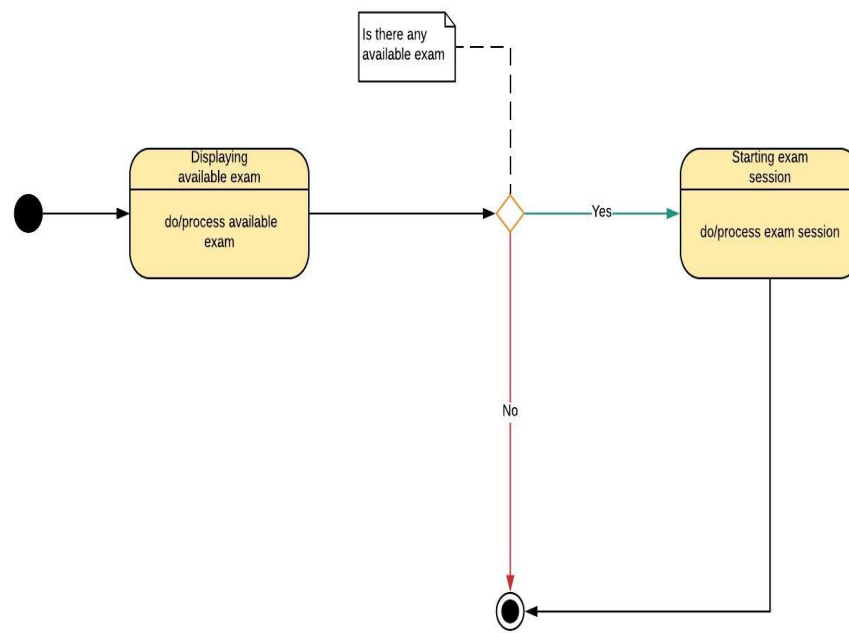 Is there any
available exam
Displaying
available exam
do/process available
exam
Yes
Starting exam
session
do/process exam session
No